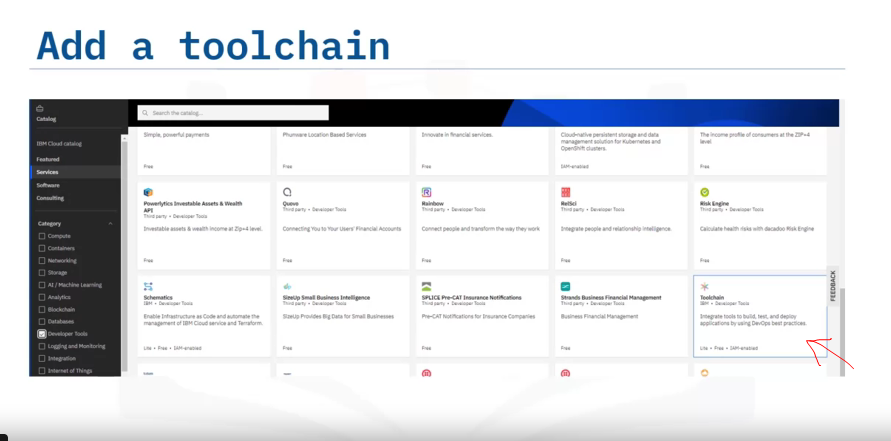 Add a toolchain
Catalog
Search the catalog...
IBM Cloud catalog
Featured
Services
Software
Consulting
Category
Compute
Containers
Networking
Storage
AI / Machine Learning
Analytics
Blockchain
Databases
Developer Tools
Logging and Monitoring
Integration
Internet of Things
Simple, powerful payments
Free
Phunware Location Based Services
Free
Innovate in financial services.
Free
Cloud-native persistent storage and data
management solution for Kubernetes and
OpenShift clusters.
IAM-enabled
The income profile of consumers at the ZIP+4
level
Free
Powerlytics Investable Assets & Wealth
API
Third party • Developer Tools
Investable assets & wealth income at Zip+4 level.
Free
Quovo
Third party • Developer Tools
Connecting You to Your Users' Financial Accounts
Free
Rainbow
Third party • Developer Tools
Connect people and transform the way they work
Free
RelSci
Third party • Developer Tools
Integrate people and relationship intelligence.
Free
Risk Engine
Third party • Developer Tools
Calculate health risks with dacadoo Risk Engine
Free
Schematics
IBM • Developer Tools
Enable Infrastructure as Code and automate the
management of IBM Cloud service and Terraform
Lite • Free • IAM-enabled
SizeUp Small Business Intelligence
Third party • Developer Tools
SizeUp Provides Big Data for Small Businesses
Free
SPLICE Pre-CAT Insurance Notifications
Third party • Developer Tools
Pre-CAT Notifications for Insurance Companies
Free
Strands Business Financial Management
Third party • Developer Tools
Business Financial Management
Free
Toolchain
IBM • Developer Tools
Integrate tools to build, test, and deploy
applications by using DevOps best practices.
Lite • Free • IAM-enabled
FEEDBACK